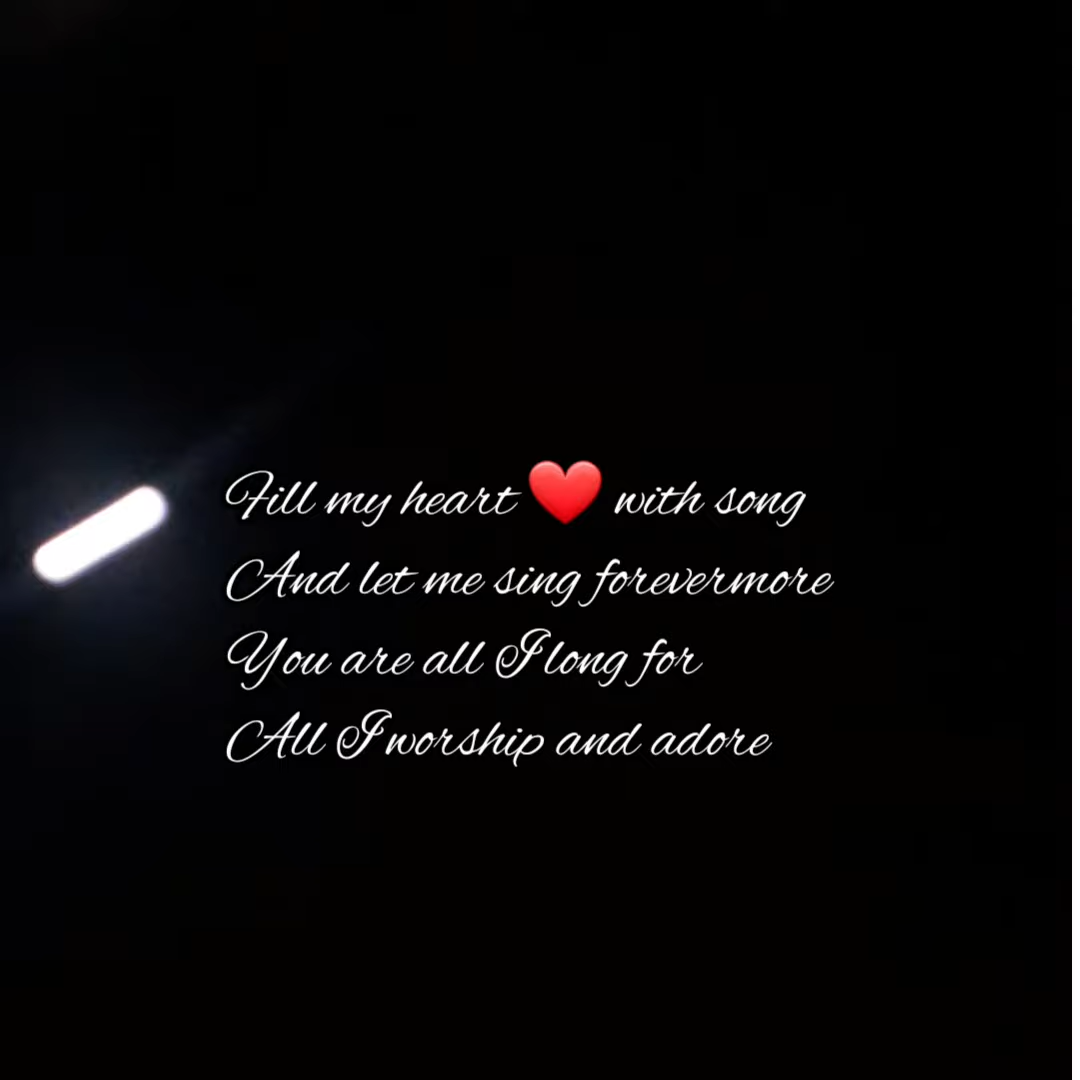 Fill my heart ❤️ with song
And let me sing forevermore
You are all I long for
All I worship and adore